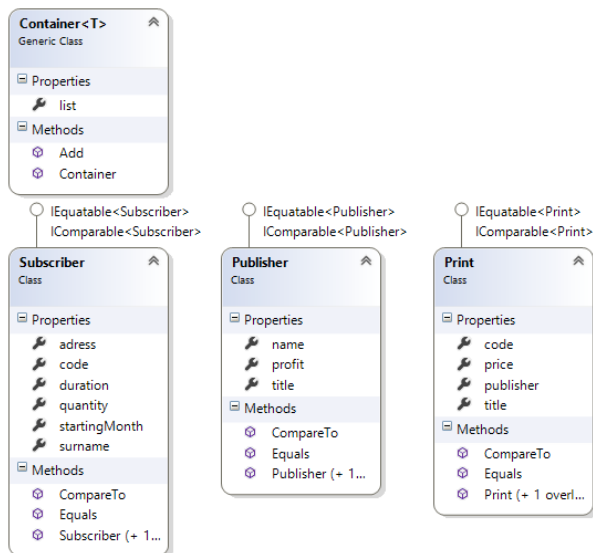 Container<T>
Generic Class
Properties
list
Methods
Add
Container
IEquatable<Subscriber>
IComparable<Subscriber>
Subscriber
Class
Properties
adress
code
duration
quantity
startingMonth
surname
Methods
CompareTo
Equals
Subscriber (+ 1...
IEquatable<Publisher>
IComparable<Publisher>
Publisher
Class
Properties
name
profit
title
Methods
CompareTo
Equals
Publisher (+ 1...
IEquatable<Print>
IComparable<Print>
Print
Class
Properties
code
price
publisher
title
Methods
CompareTo
Equals
Print (+ 1 overl...